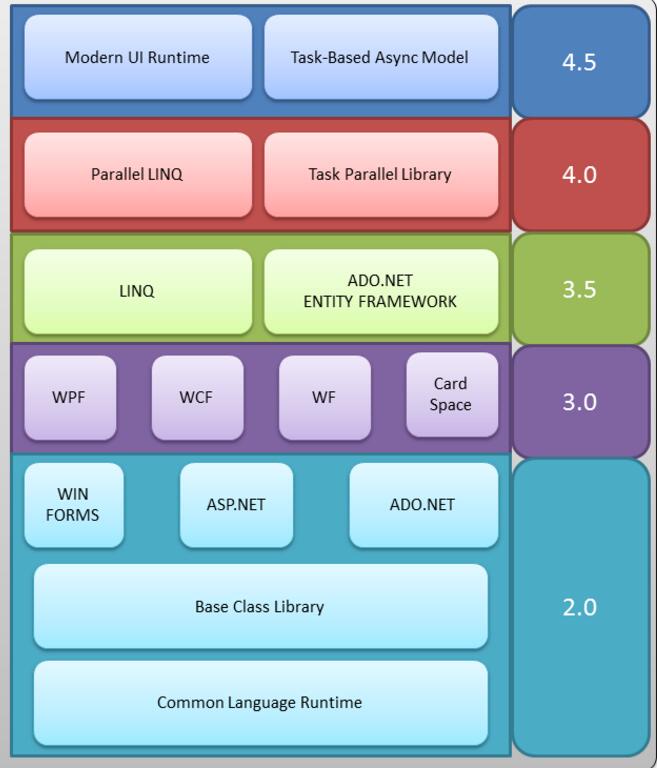 Modern UI Runtime
Task-Based Async Model
4.5
Parallel LINQ
Task Parallel Library
4.0
LINQ
ADO.NET
ENTITY FRAMEWORK
3.5
WPF
WCF
WF
Card
Space
3.0
WIN
FORMS
ASP.NET
ADO.NET
Base Class Library
Common Language Runtime
2.0